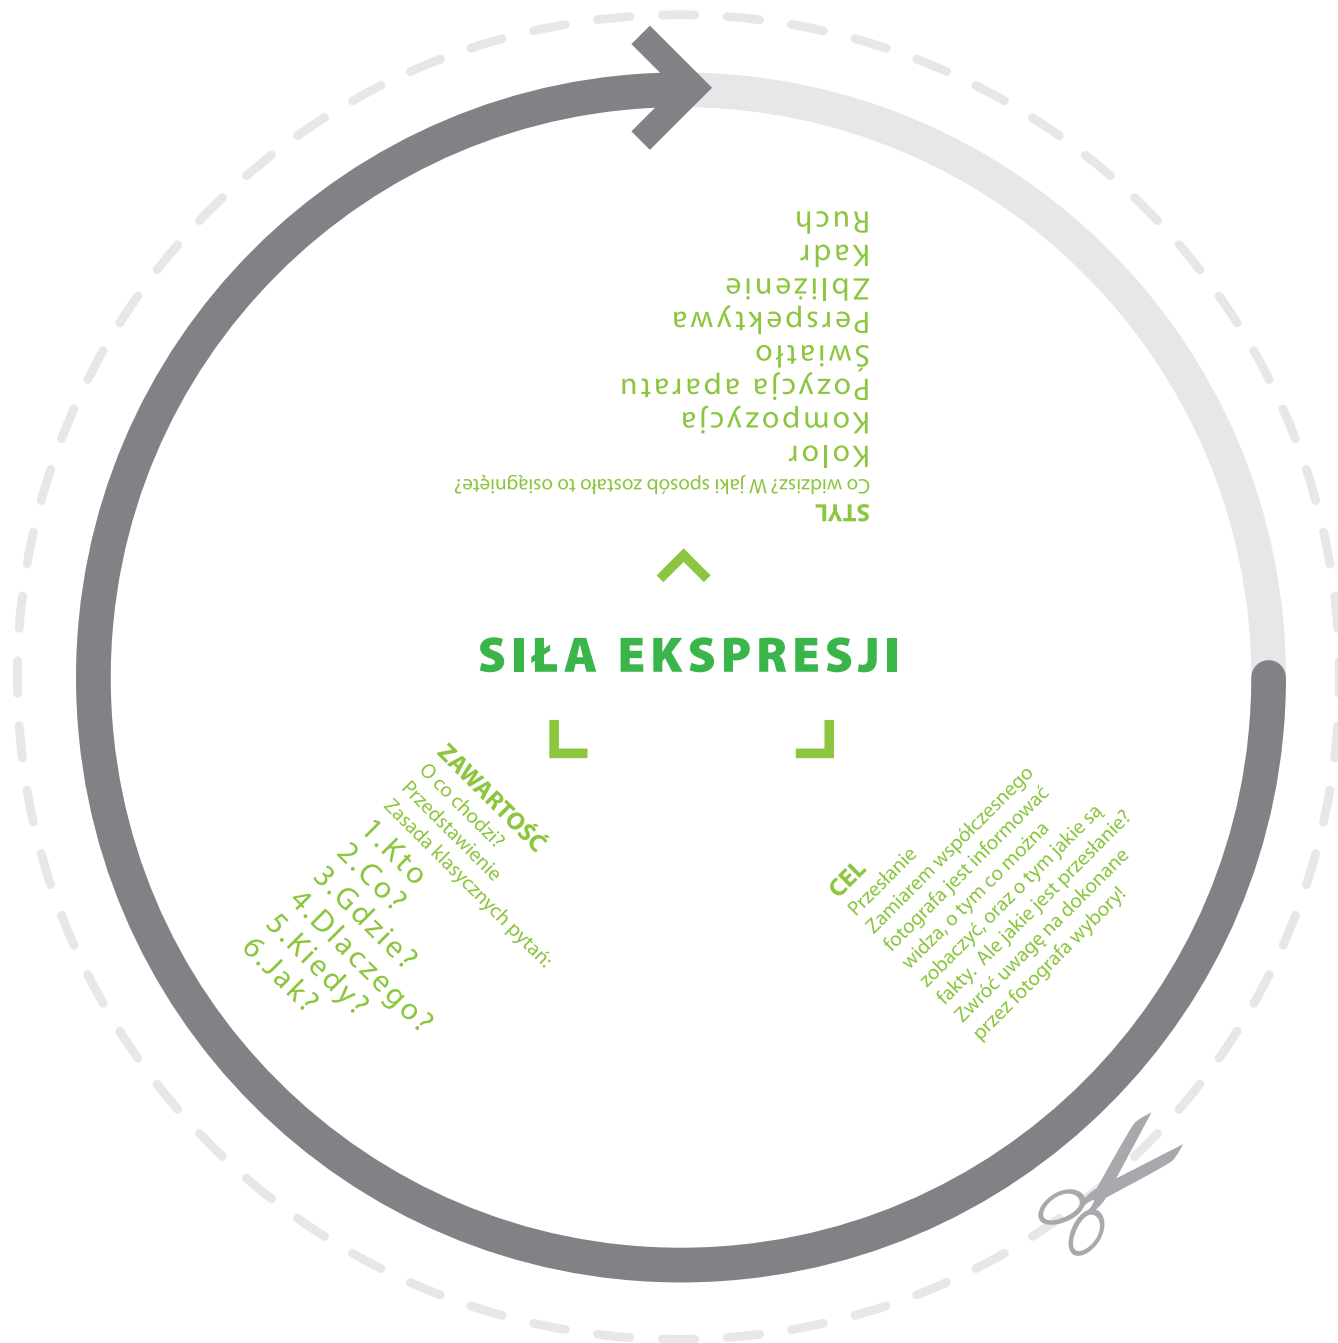 SIŁA EKSPRESJI
STYL
Co widzisz? W jaki sposób zostało to osiągnięte?
Kolor
Kompozycja
Pozycja aparatu
Światło
Perspektywa
Zbliżenie
Kadr
Ruch
ZAWARTOŚĆ
O co chodzi?
Przedstawienie
Zasada klasycznych pytań:
1.Kto
2.Co?
3.Gdzie?
4.Dlaczego?
5.Kiedy?
6.Jak?
CEL
Przesłanie
Zamiarem współczesnego
fotografa jest informować
widza, o tym co można
zobaczyć, oraz o tym jakie są
fakty. Ale jakie jest przesłanie?
Zwróć uwagę na dokonane
przez fotografa wybory!